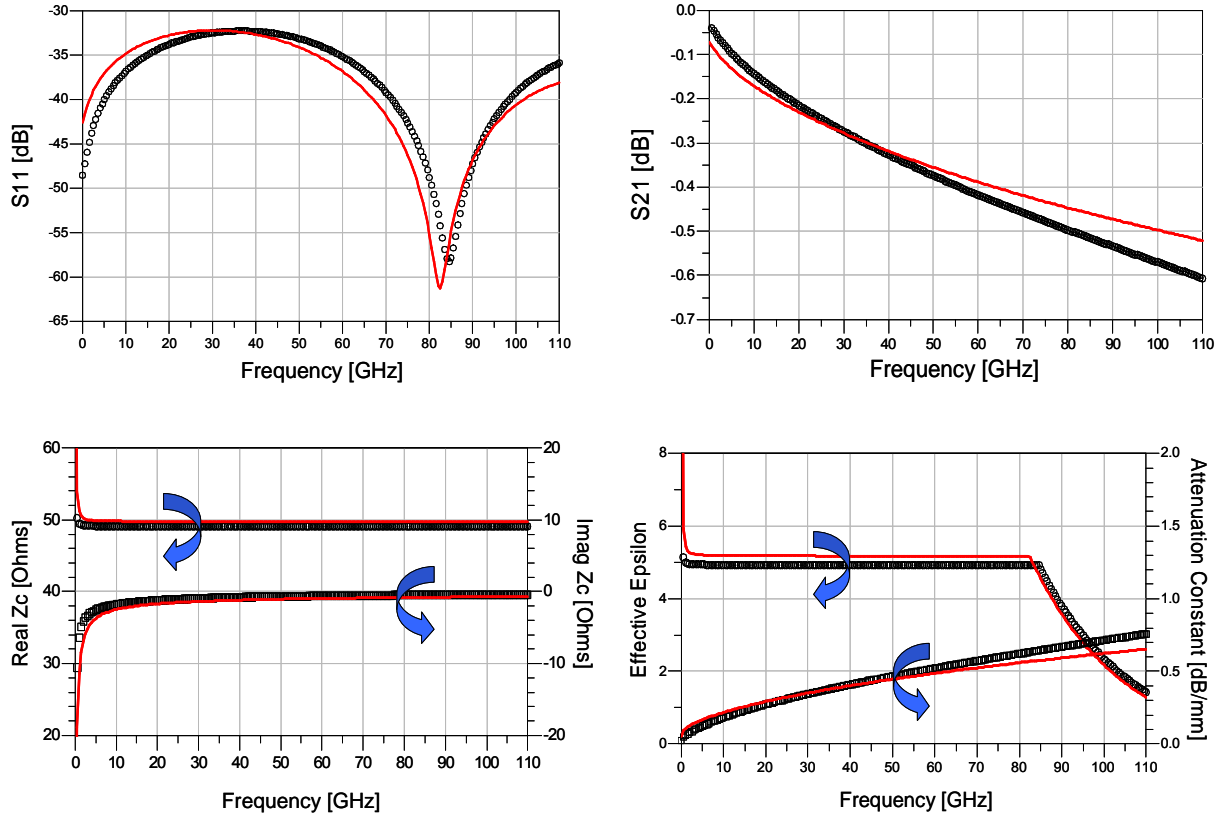 S11 [dB]
-30
-35
-40
-45
-50
-55
-60
-65
0 10 20 30 40 50 60 70 80 90 100 110
Frequency [GHz]
S21 [dB]
0.0
-0.1
-0.2
-0.3
-0.4
-0.5
-0.6
-0.7
0 10 20 30 40 50 60 70 80 90 100 110
Frequency [GHz]
Real Zc [Ohms]
60
50
40
30
20
20
10
0
-10
-20
Imag Zc [Ohms]
0 10 20 30 40 50 60 70 80 90 100 110
Frequency [GHz]
Effective Epsilon
8
6
4
2
0
2.0
1.5
1.0
0.5
0.0
Attenuation Constant [dB/mm]
0 10 20 30 40 50 60 70 80 90 100 110
Frequency [GHz]